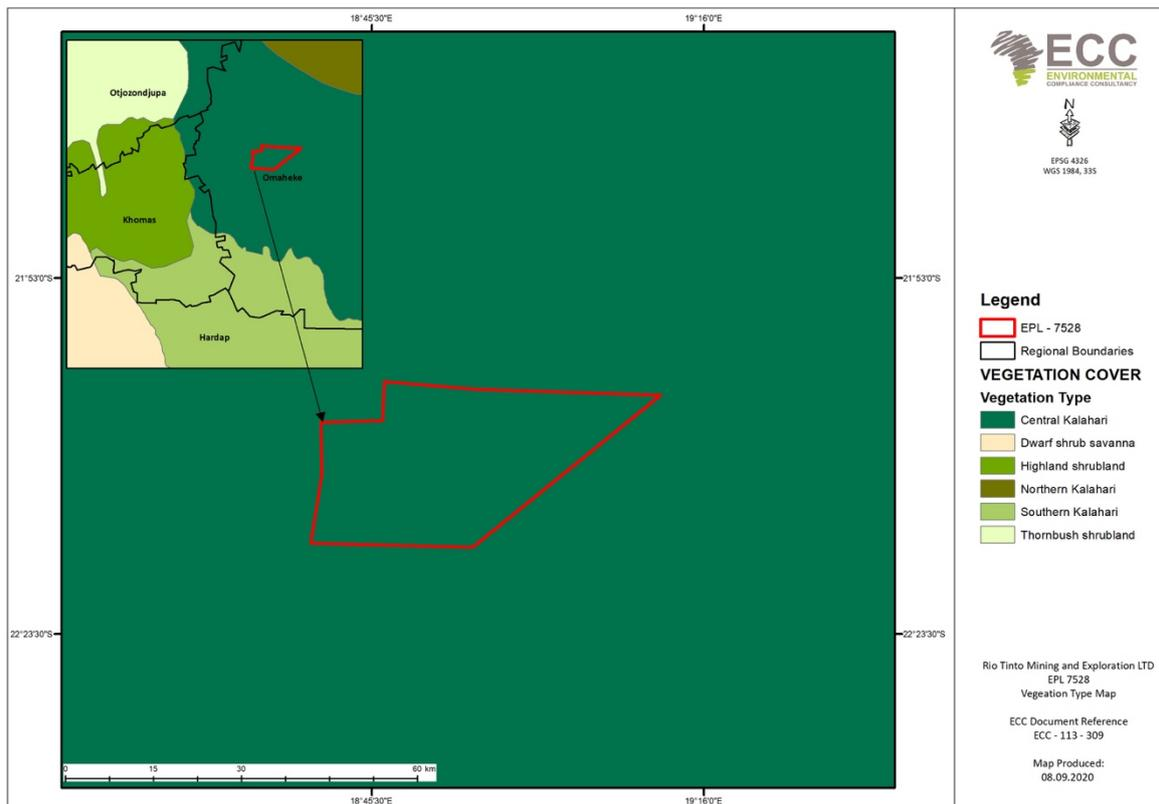 18°45'30"E
19°16'0"E
Otjozondjupa
Omaheke
Khomas
Hardap
21°53'0"S
21°53'0"S
22°23'30"S
22°23'30"S
0 15 30 60 km
18°45'30"E
19°16'0"E
ECC
ENVIRONMENTAL
COMPLIANCE CONSULTANCY
N
EPSG 4326
WGS 1984, 33S
Legend
EPL - 7528
Regional Boundaries
VEGETATION COVER
Vegetation Type
Central Kalahari
Dwarf shrub savanna
Highland shrubland
Northern Kalahari
Southern Kalahari
Thornbush shrubland
Rio Tinto Mining and Exploration LTD
EPL 7528
Vegeation Type Map
ECC Document Reference
ECC - 113 - 309
Map Produced:
08.09.2020